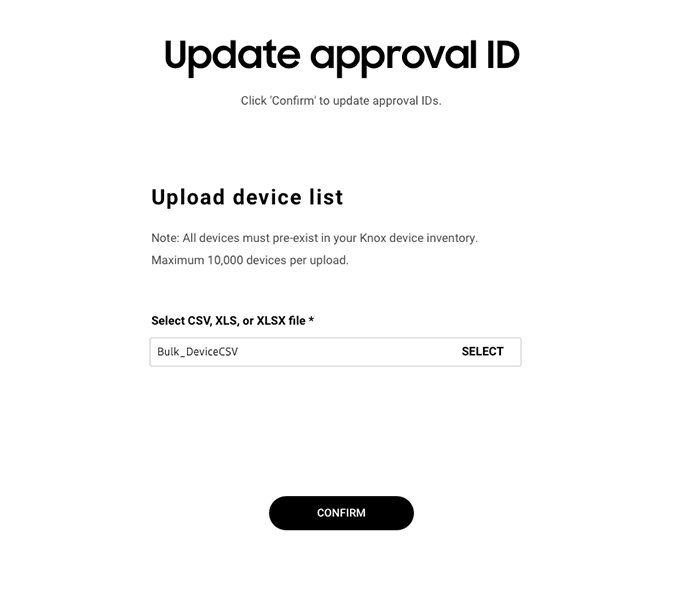 Update approval ID
Click 'Confirm' to update approval IDs.
Upload device list
Note: All devices must pre-exist in your Knox device inventory.
Maximum 10,000 devices per upload.
Select CSV, XLS, or XLSX file *
Bulk_DeviceCSV SELECT
CONFIRM